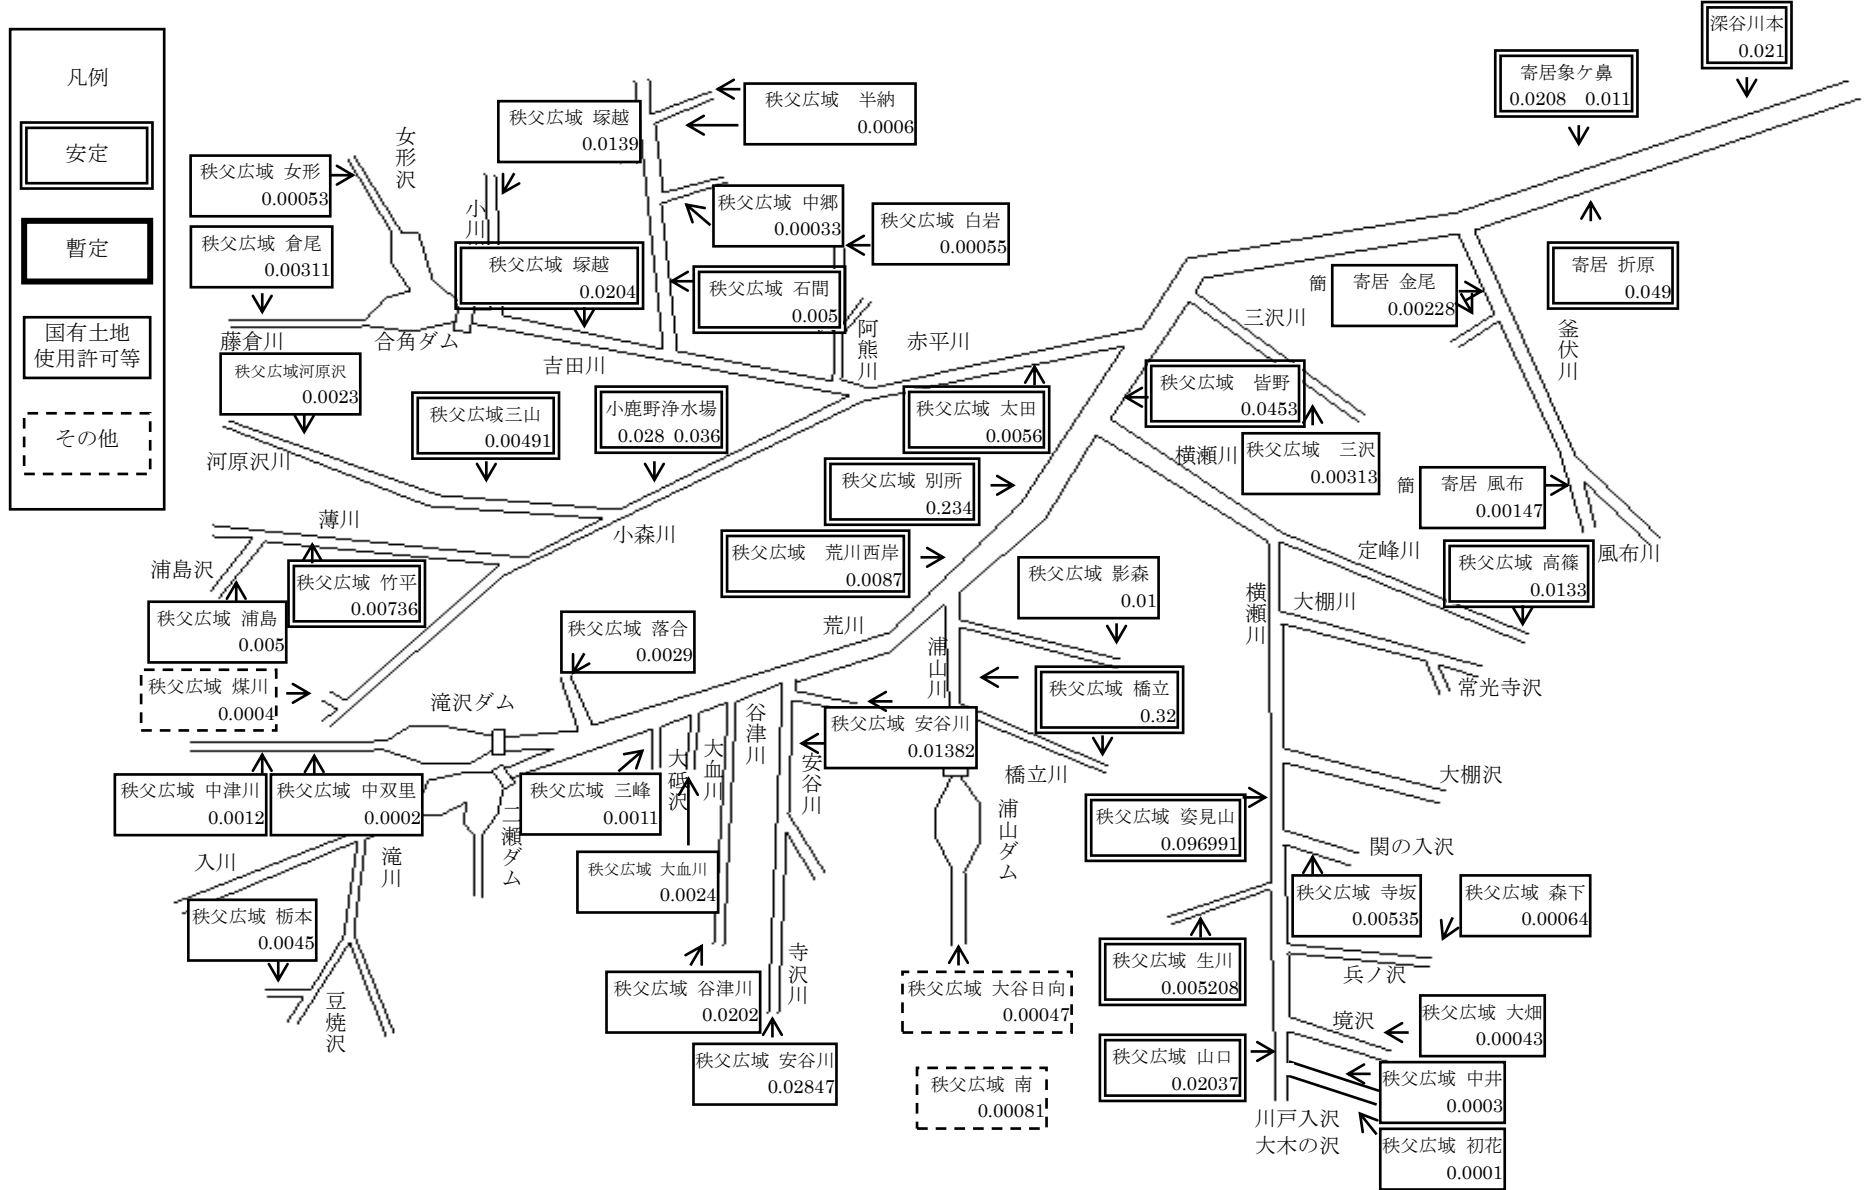 凡例
安定
暫定
国有土地
使用許可等
その他
深谷川本
0.021
寄居象ケ鼻
0.0208 0.011
秩父広域 塚越
0.0139
秩父広域 半納
0.0006
女形沢
秩父広域 女形
0.00053
小川
秩父広域 中郷
0.00033
秩父広域 白岩
0.00055
秩父広域 倉尾
0.00311
秩父広域 塚越
0.0204
秩父広域 石間
0.005
簡
寄居 金尾
0.00228
寄居 折原
0.049
藤倉川
合角ダム
吉田川
阿熊川
赤平川
三沢川
釜伏川
秩父広域河原沢
0.0023
秩父広域三山
0.00491
小鹿野浄水場
0.028 0.036
秩父広域 太田
0.0056
秩父広域 皆野
0.0453
河原沢川
横瀬川
秩父広域 三沢
0.00313
秩父広域 別所
0.234
簡
寄居 風布
0.00147
薄川
小森川
秩父広域 荒川西岸
0.0087
定峰川
風布川
浦島沢
秩父広域 竹平
0.00736
秩父広域 影森
0.01
秩父広域 高篠
0.0133
横瀬川
大棚川
秩父広域 浦島
0.005
秩父広域 落合
0.0029
荒川
浦山川
秩父広域 煤川
0.0004
滝沢ダム
秩父広域 橋立
0.32
常光寺沢
谷津川
大血川
大砥沢
安谷川
秩父広域 安谷川
0.01382
橋立川
大棚沢
秩父広域 中津川
0.0012
秩父広域 中双里
0.0002
二瀬ダム
秩父広域 三峰
0.0011
浦山ダム
秩父広域 姿見山
0.096991
入川
滝川
秩父広域 大血川
0.0024
関の入沢
秩父広域 寺坂
0.00535
秩父広域 森下
0.00064
秩父広域 栃本
0.0045
豆焼沢
秩父広域 谷津川
0.0202
寺沢川
秩父広域 大谷日向
0.00047
秩父広域 生川
0.005208
兵ノ沢
境沢
秩父広域 大畑
0.00043
秩父広域 安谷川
0.02847
秩父広域 南
0.00081
秩父広域 山口
0.02037
秩父広域 中井
0.0003
川戸入沢
大木の沢
秩父広域 初花
0.0001